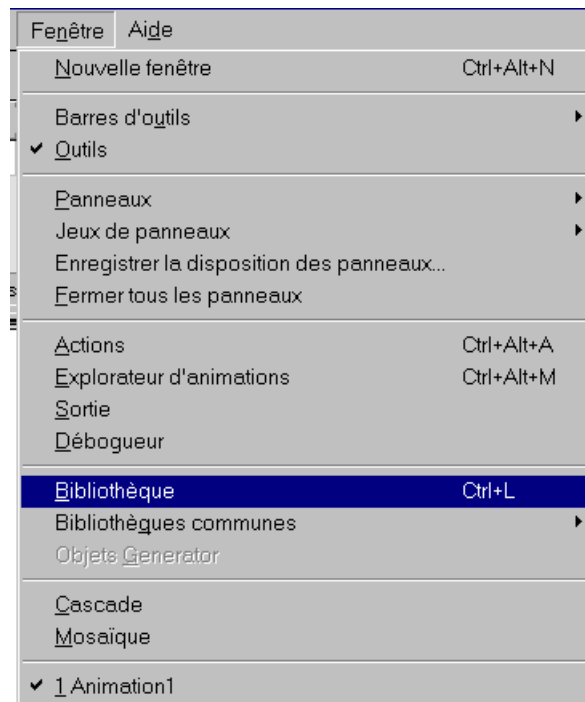 Fenêtre Aide
Nouvelle fenêtre Ctrl+Alt+N
Barres d'outils
Outils
Panneaux
Jeux de panneaux
Enregistrer la disposition des panneaux...
Fermer tous les panneaux
Actions Ctrl+Alt+A
Explorateur d'animations Ctrl+Alt+M
Sortie
Débogueur
Bibliothèque Ctrl+L
Bibliothèques communes
Objets Generator
Cascade
Mosaïque
1 Animation1